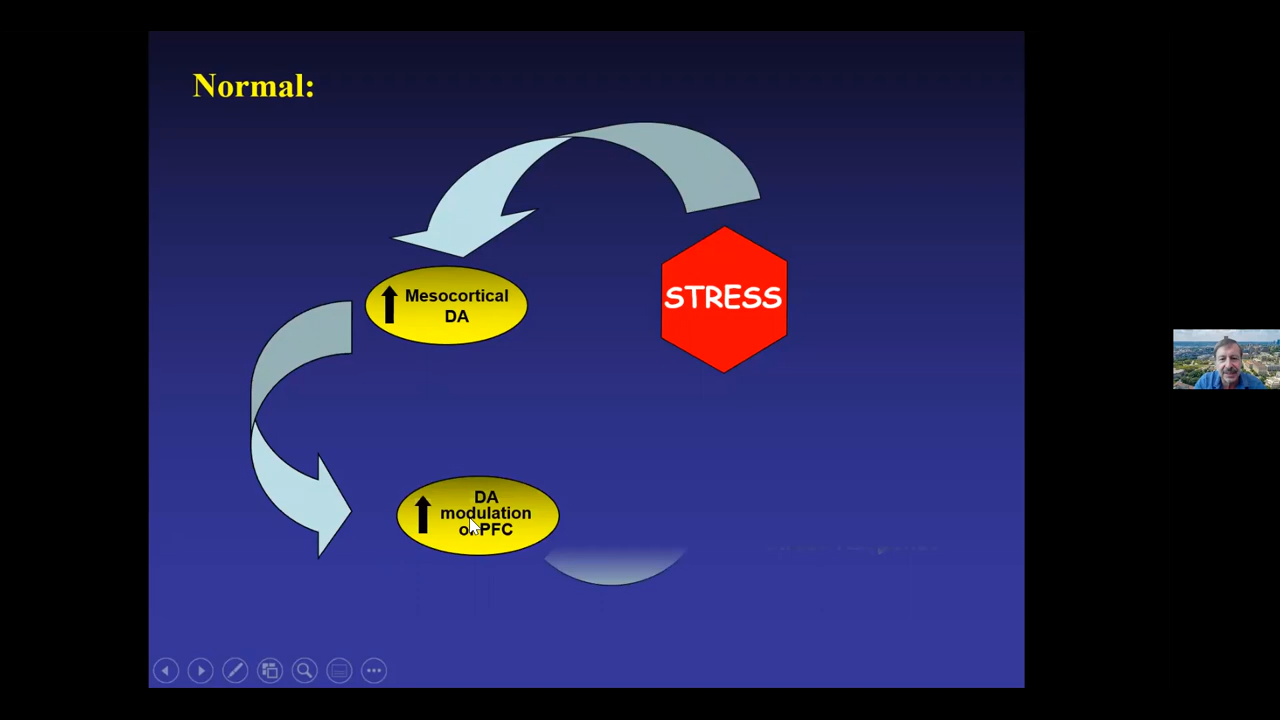 Normal:
STRESS
Mesocortical
DA
DA
modulation
of PFC